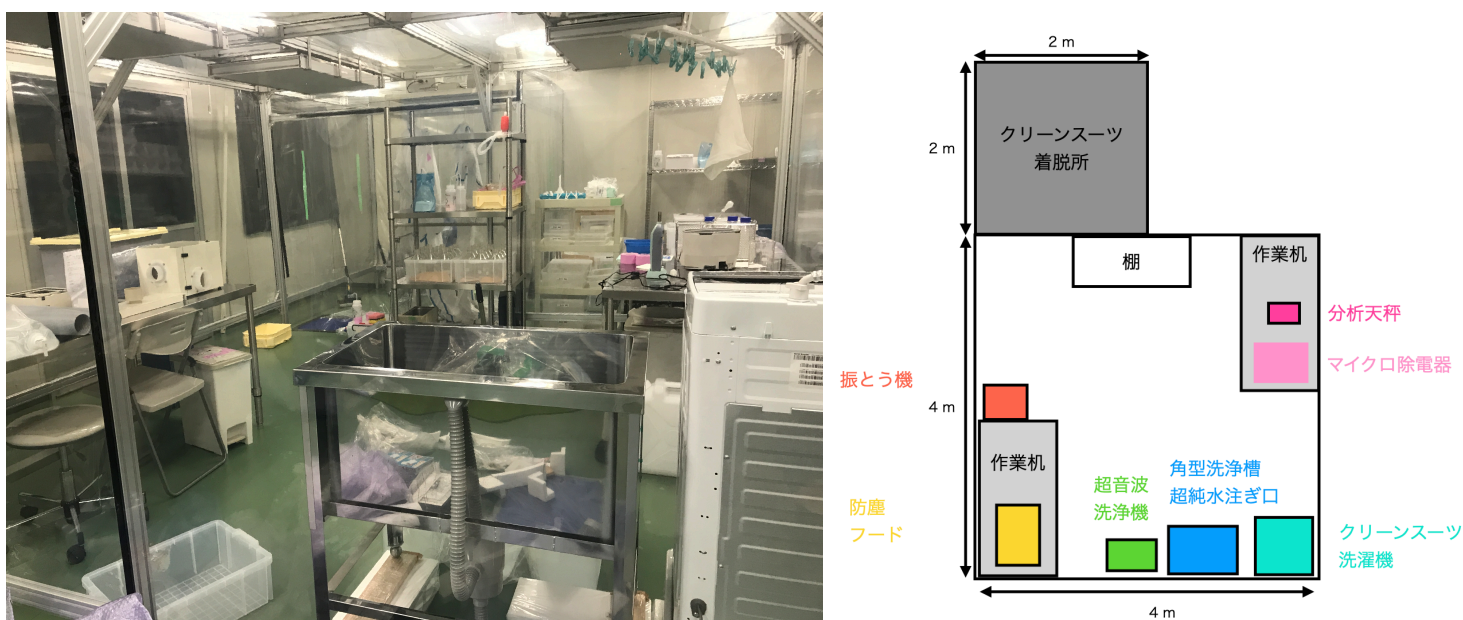 2 m
2 m
クリーンスーツ
着脱所
棚
作業机
分析天秤
マイクロ除電器
振とう機
4 m
作業机
防塵
フード
超音波
洗浄機
角型洗浄槽
超純水注ぎ口
クリーンスーツ
洗濯機
4 m